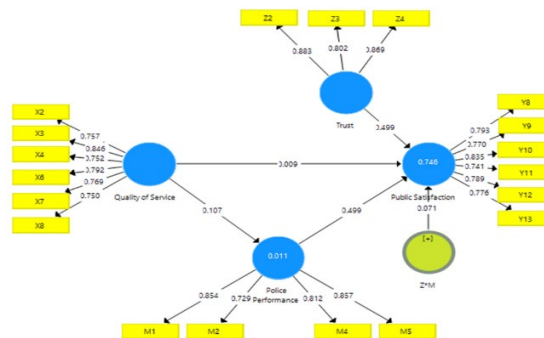 Z2
Z3
Z4
0.883
0.802
0.869
Trust
0.499
X2
X3
X4
X6
X7
X8
0.757
0.846
0.752
0.792
0.769
0.750
Quality of Service
0.009
0.107
0.746
Public Satisfaction
0.793
0.770
0.835
0.741
0.789
0.776
Y8
Y9
Y10
Y11
Y12
Y13
0.071
[+]
Z*M
0.499
0.011
Police
Performance
0.854
0.729
0.812
0.857
M1
M2
M4
M5